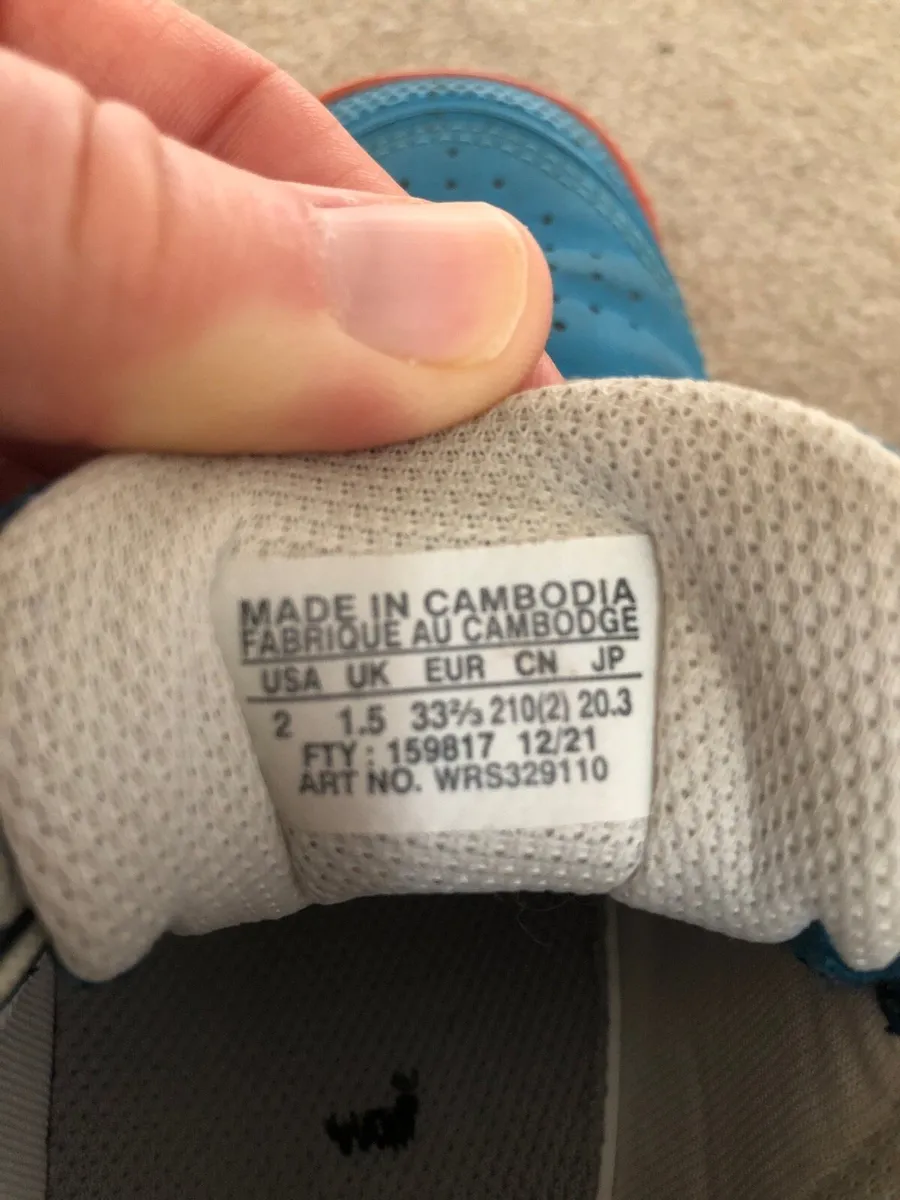 MADE IN CAMBODIA
FABRIQUE AU CAMBODGE
USA UK EUR CN JP
2 1.5 33⅔ 210(2) 20.3
FTY : 159817 12/21
ART NO. WRS329110